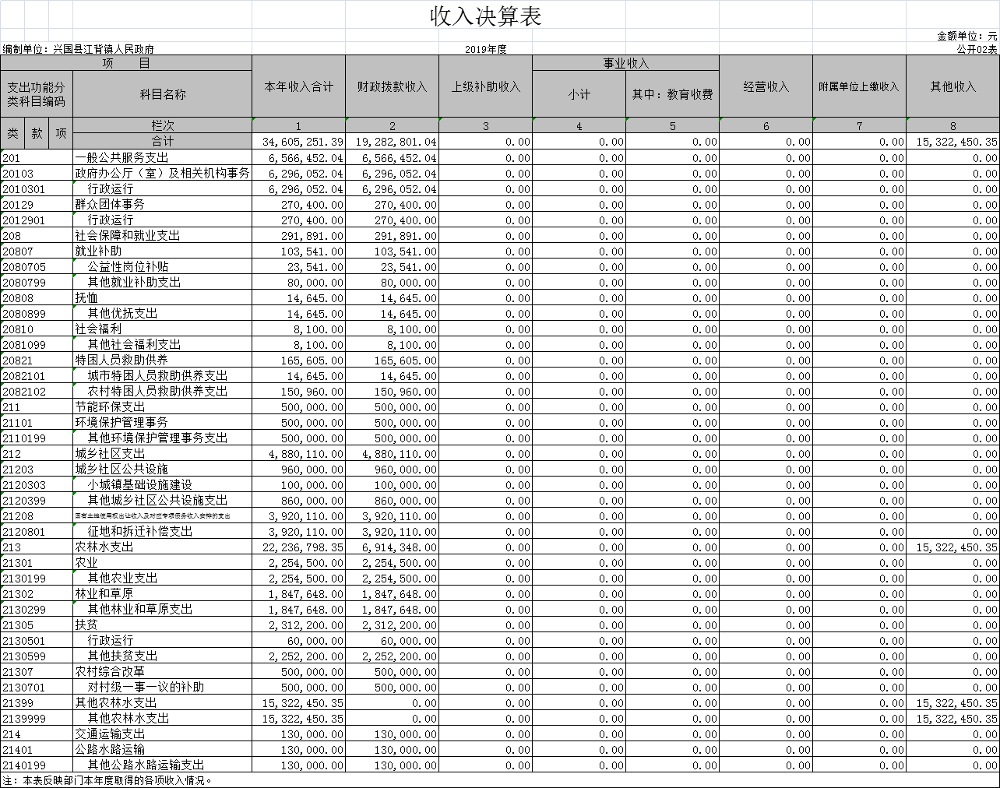 收入决算表
金额单位：元
编制单位：兴国县江背镇人民政府 2019年度 公开02表
项 目 本年收入合计 财政拨款收入 上级补助收入 事业收入 经营收入 附属单位上缴收入 其他收入
支出功能分类科目编码 科目名称 小计 其中：教育收费
类 款 项 栏次 1 2 3 4 5 6 7 8
合计 34,605,251.39 19,282,801.04 0.00 0.00 0.00 0.00 0.00 15,322,450.35
201 一般公共服务支出 6,566,452.04 6,566,452.04 0.00 0.00 0.00 0.00 0.00 0.00
20103 政府办公厅（室）及相关机构事务 6,296,052.04 6,296,052.04 0.00 0.00 0.00 0.00 0.00 0.00
2010301 行政运行 6,296,052.04 6,296,052.04 0.00 0.00 0.00 0.00 0.00 0.00
20129 群众团体事务 270,400.00 270,400.00 0.00 0.00 0.00 0.00 0.00 0.00
2012901 行政运行 270,400.00 270,400.00 0.00 0.00 0.00 0.00 0.00 0.00
208 社会保障和就业支出 291,891.00 291,891.00 0.00 0.00 0.00 0.00 0.00 0.00
20807 就业补助 103,541.00 103,541.00 0.00 0.00 0.00 0.00 0.00 0.00
2080705 公益性岗位补贴 23,541.00 23,541.00 0.00 0.00 0.00 0.00 0.00 0.00
2080799 其他就业补助支出 80,000.00 80,000.00 0.00 0.00 0.00 0.00 0.00 0.00
20808 抚恤 14,645.00 14,645.00 0.00 0.00 0.00 0.00 0.00 0.00
2080899 其他优抚支出 14,645.00 14,645.00 0.00 0.00 0.00 0.00 0.00 0.00
20810 社会福利 8,100.00 8,100.00 0.00 0.00 0.00 0.00 0.00 0.00
2081099 其他社会福利支出 8,100.00 8,100.00 0.00 0.00 0.00 0.00 0.00 0.00
20821 特困人员救助供养 165,605.00 165,605.00 0.00 0.00 0.00 0.00 0.00 0.00
2082101 城市特困人员救助供养支出 14,645.00 14,645.00 0.00 0.00 0.00 0.00 0.00 0.00
2082102 农村特困人员救助供养支出 150,960.00 150,960.00 0.00 0.00 0.00 0.00 0.00 0.00
211 节能环保支出 500,000.00 500,000.00 0.00 0.00 0.00 0.00 0.00 0.00
21101 环境保护管理事务 500,000.00 500,000.00 0.00 0.00 0.00 0.00 0.00 0.00
2110199 其他环境保护管理事务支出 500,000.00 500,000.00 0.00 0.00 0.00 0.00 0.00 0.00
212 城乡社区支出 4,880,110.00 4,880,110.00 0.00 0.00 0.00 0.00 0.00 0.00
21203 城乡社区公共设施 960,000.00 960,000.00 0.00 0.00 0.00 0.00 0.00 0.00
2120303 小城镇基础设施建设 100,000.00 100,000.00 0.00 0.00 0.00 0.00 0.00 0.00
2120399 其他城乡社区公共设施支出 860,000.00 860,000.00 0.00 0.00 0.00 0.00 0.00 0.00
21208 国有土地使用权出让收入及对应专项债务收入安排的支出 3,920,110.00 3,920,110.00 0.00 0.00 0.00 0.00 0.00 0.00
2120801 征地和拆迁补偿支出 3,920,110.00 3,920,110.00 0.00 0.00 0.00 0.00 0.00 0.00
213 农林水支出 22,236,798.35 6,914,348.00 0.00 0.00 0.00 0.00 0.00 15,322,450.35
21301 农业 2,254,500.00 2,254,500.00 0.00 0.00 0.00 0.00 0.00 0.00
2130199 其他农业支出 2,254,500.00 2,254,500.00 0.00 0.00 0.00 0.00 0.00 0.00
21302 林业和草原 1,847,648.00 1,847,648.00 0.00 0.00 0.00 0.00 0.00 0.00
2130299 其他林业和草原支出 1,847,648.00 1,847,648.00 0.00 0.00 0.00 0.00 0.00 0.00
21305 扶贫 2,312,200.00 2,312,200.00 0.00 0.00 0.00 0.00 0.00 0.00
2130501 行政运行 60,000.00 60,000.00 0.00 0.00 0.00 0.00 0.00 0.00
2130599 其他扶贫支出 2,252,200.00 2,252,200.00 0.00 0.00 0.00 0.00 0.00 0.00
21307 农村综合改革 500,000.00 500,000.00 0.00 0.00 0.00 0.00 0.00 0.00
2130701 对村级一事一议的补助 500,000.00 500,000.00 0.00 0.00 0.00 0.00 0.00 0.00
21399 其他农林水支出 15,322,450.35 0.00 0.00 0.00 0.00 0.00 0.00 15,322,450.35
2139999 其他农林水支出 15,322,450.35 0.00 0.00 0.00 0.00 0.00 0.00 15,322,450.35
214 交通运输支出 130,000.00 130,000.00 0.00 0.00 0.00 0.00 0.00 0.00
21401 公路水路运输 130,000.00 130,000.00 0.00 0.00 0.00 0.00 0.00 0.00
2140199 其他公路水路运输支出 130,000.00 130,000.00 0.00 0.00 0.00 0.00 0.00 0.00
注：本表反映部门本年度取得的各项收入情况。